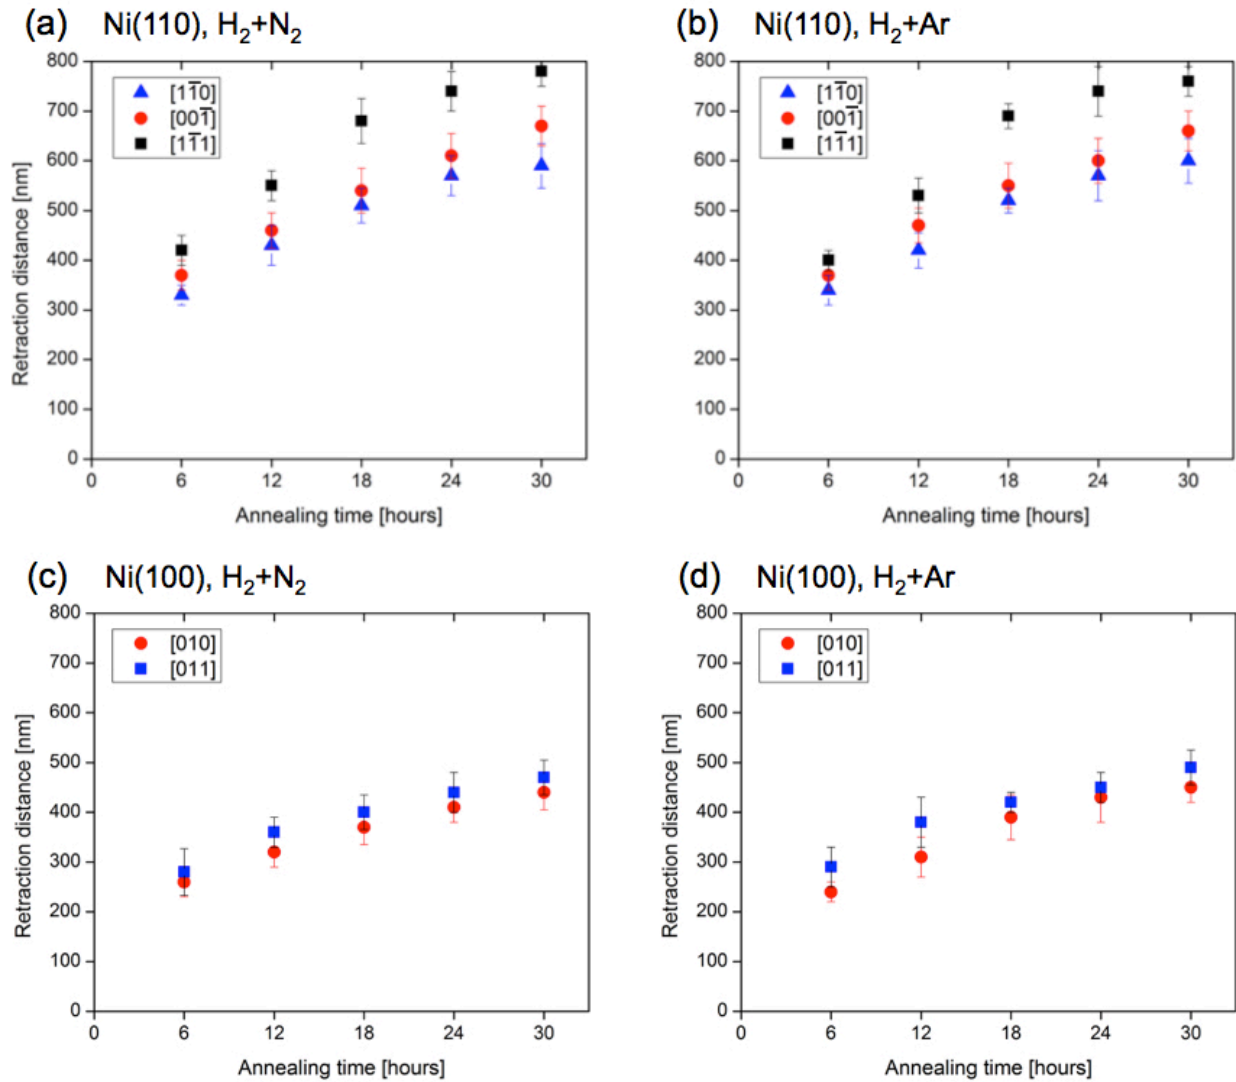 (a) Ni(110), H₂+N₂
800
700
600
500
400
300
200
100
0
Retraction distance [nm]
[11̅0]
[001̅]
[11̅1]
0 6 12 18 24 30
Annealing time [hours]
(b) Ni(110), H₂+Ar
800
700
600
500
400
300
200
100
0
Retraction distance [nm]
[11̅0]
[001̅]
[11̅1]
0 6 12 18 24 30
Annealing time [hours]
(c) Ni(100), H₂+N₂
800
700
600
500
400
300
200
100
0
Retraction distance [nm]
[010]
[011]
0 6 12 18 24 30
Annealing time [hours]
(d) Ni(100), H₂+Ar
800
700
600
500
400
300
200
100
0
Retraction distance [nm]
[010]
[011]
0 6 12 18 24 30
Annealing time [hours]